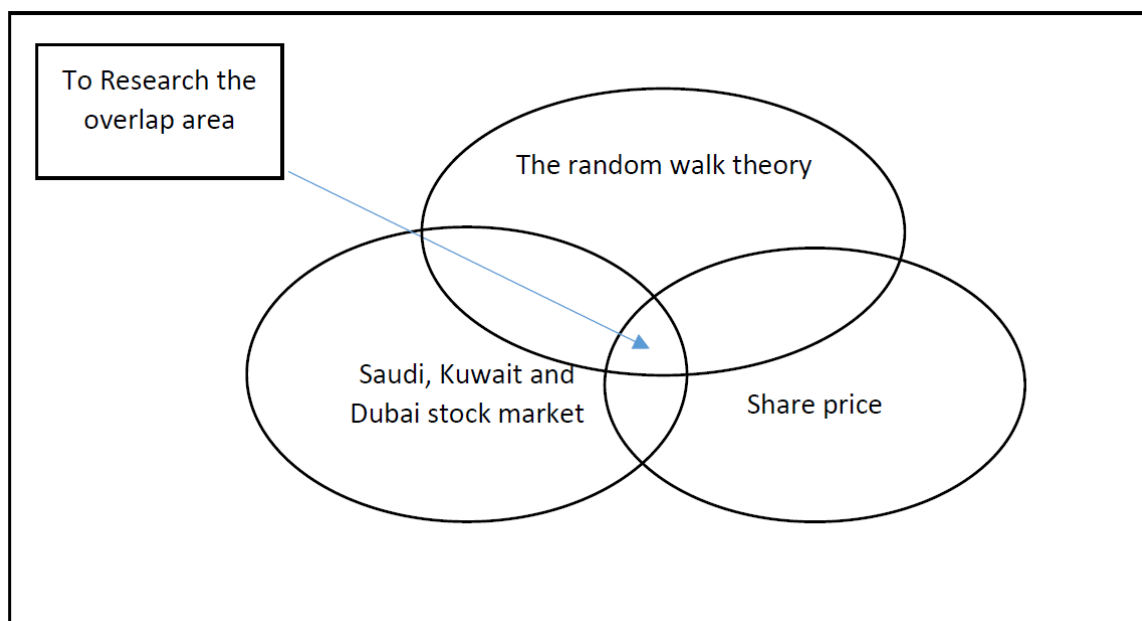 To Research the
overlap area
The random walk theory
Saudi, Kuwait and
Dubai stock market
Share price